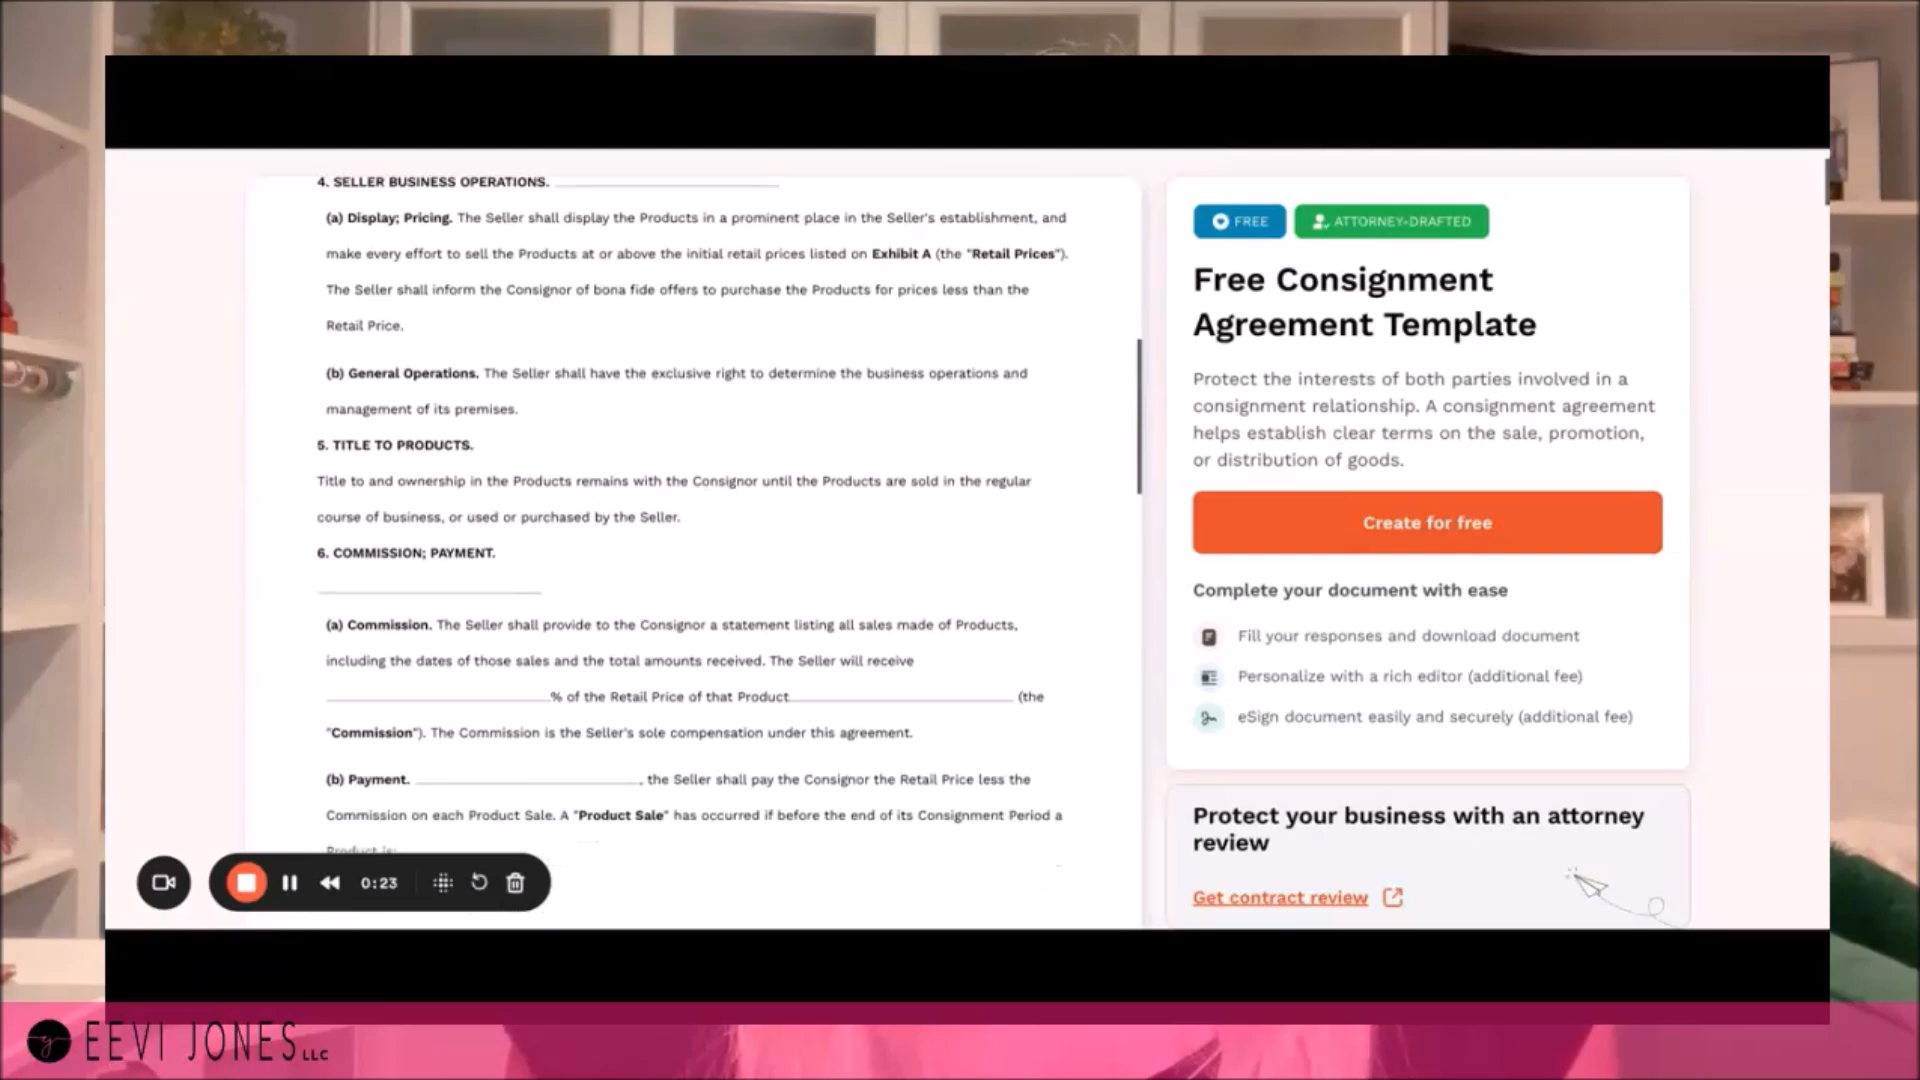 4. SELLER BUSINESS OPERATIONS.
(a) Display; Pricing. The Seller shall display the Products in a prominent place in the Seller's establishment, and
make every effort to sell the Products at or above the initial retail prices listed on Exhibit A (the "Retail Prices").
The Seller shall inform the Consignor of bona fide offers to purchase the Products for prices less than the
Retail Price.
(b) General Operations. The Seller shall have the exclusive right to determine the business operations and
management of its premises.
5. TITLE TO PRODUCTS.
Title to and ownership in the Products remains with the Consignor until the Products are sold in the regular
course of business, or used or purchased by the Seller.
6. COMMISSION; PAYMENT.
(a) Commission. The Seller shall provide to the Consignor a statement listing all sales made of Products,
including the dates of those sales and the total amounts received. The Seller will receive
% of the Retail Price of that Product (the
"Commission"). The Commission is the Seller's sole compensation under this agreement.
(b) Payment. , the Seller shall pay the Consignor the Retail Price less the
Commission on each Product Sale. A "Product Sale" has occurred if before the end of its Consignment Period a
Product is:
0:23
FREE
ATTORNEY-DRAFTED
Free Consignment
Agreement Template
Protect the interests of both parties involved in a
consignment relationship. A consignment agreement
helps establish clear terms on the sale, promotion,
or distribution of goods.
Create for free
Complete your document with ease
Fill your responses and download document
Personalize with a rich editor (additional fee)
eSign document easily and securely (additional fee)
Protect your business with an attorney
review
Get contract review
EEVI JONES LLC